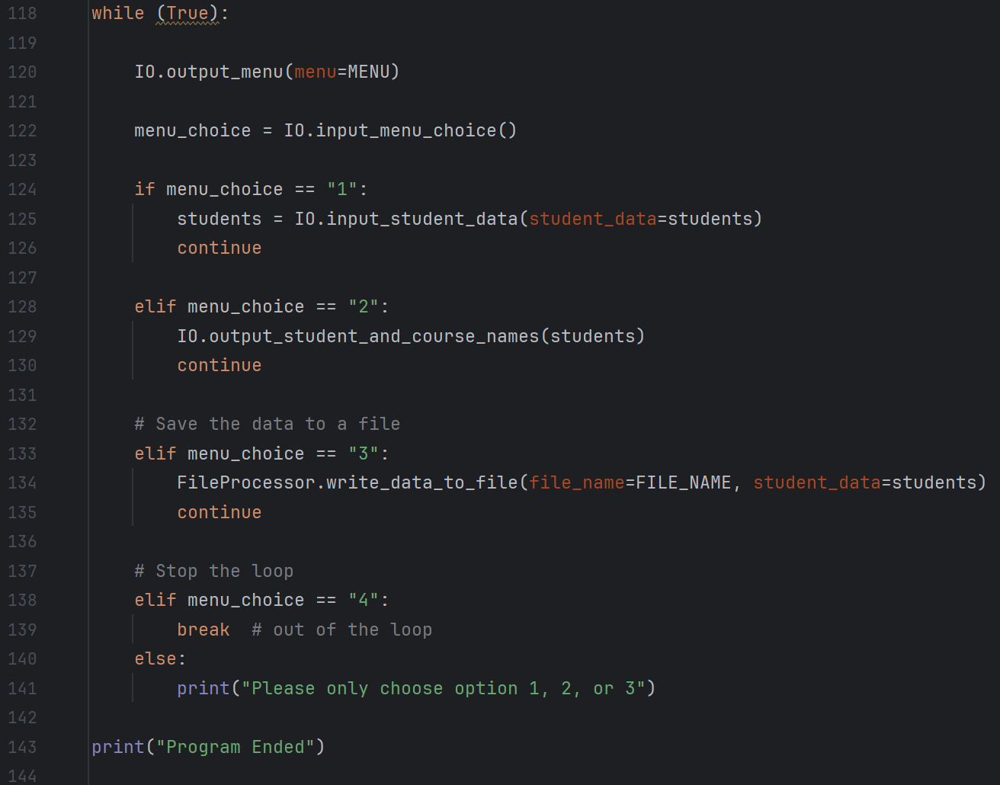 118 while (True):
119
120     IO.output_menu(menu=MENU)
121
122     menu_choice = IO.input_menu_choice()
123
124     if menu_choice == "1":
125         students = IO.input_student_data(student_data=students)
126         continue
127
128     elif menu_choice == "2":
129         IO.output_student_and_course_names(students)
130         continue
131
132     # Save the data to a file
133     elif menu_choice == "3":
134         FileProcessor.write_data_to_file(file_name=FILE_NAME, student_data=students)
135         continue
136
137     # Stop the loop
138     elif menu_choice == "4":
139         break  # out of the loop
140     else:
141         print("Please only choose option 1, 2, or 3")
142
143 print("Program Ended")
144